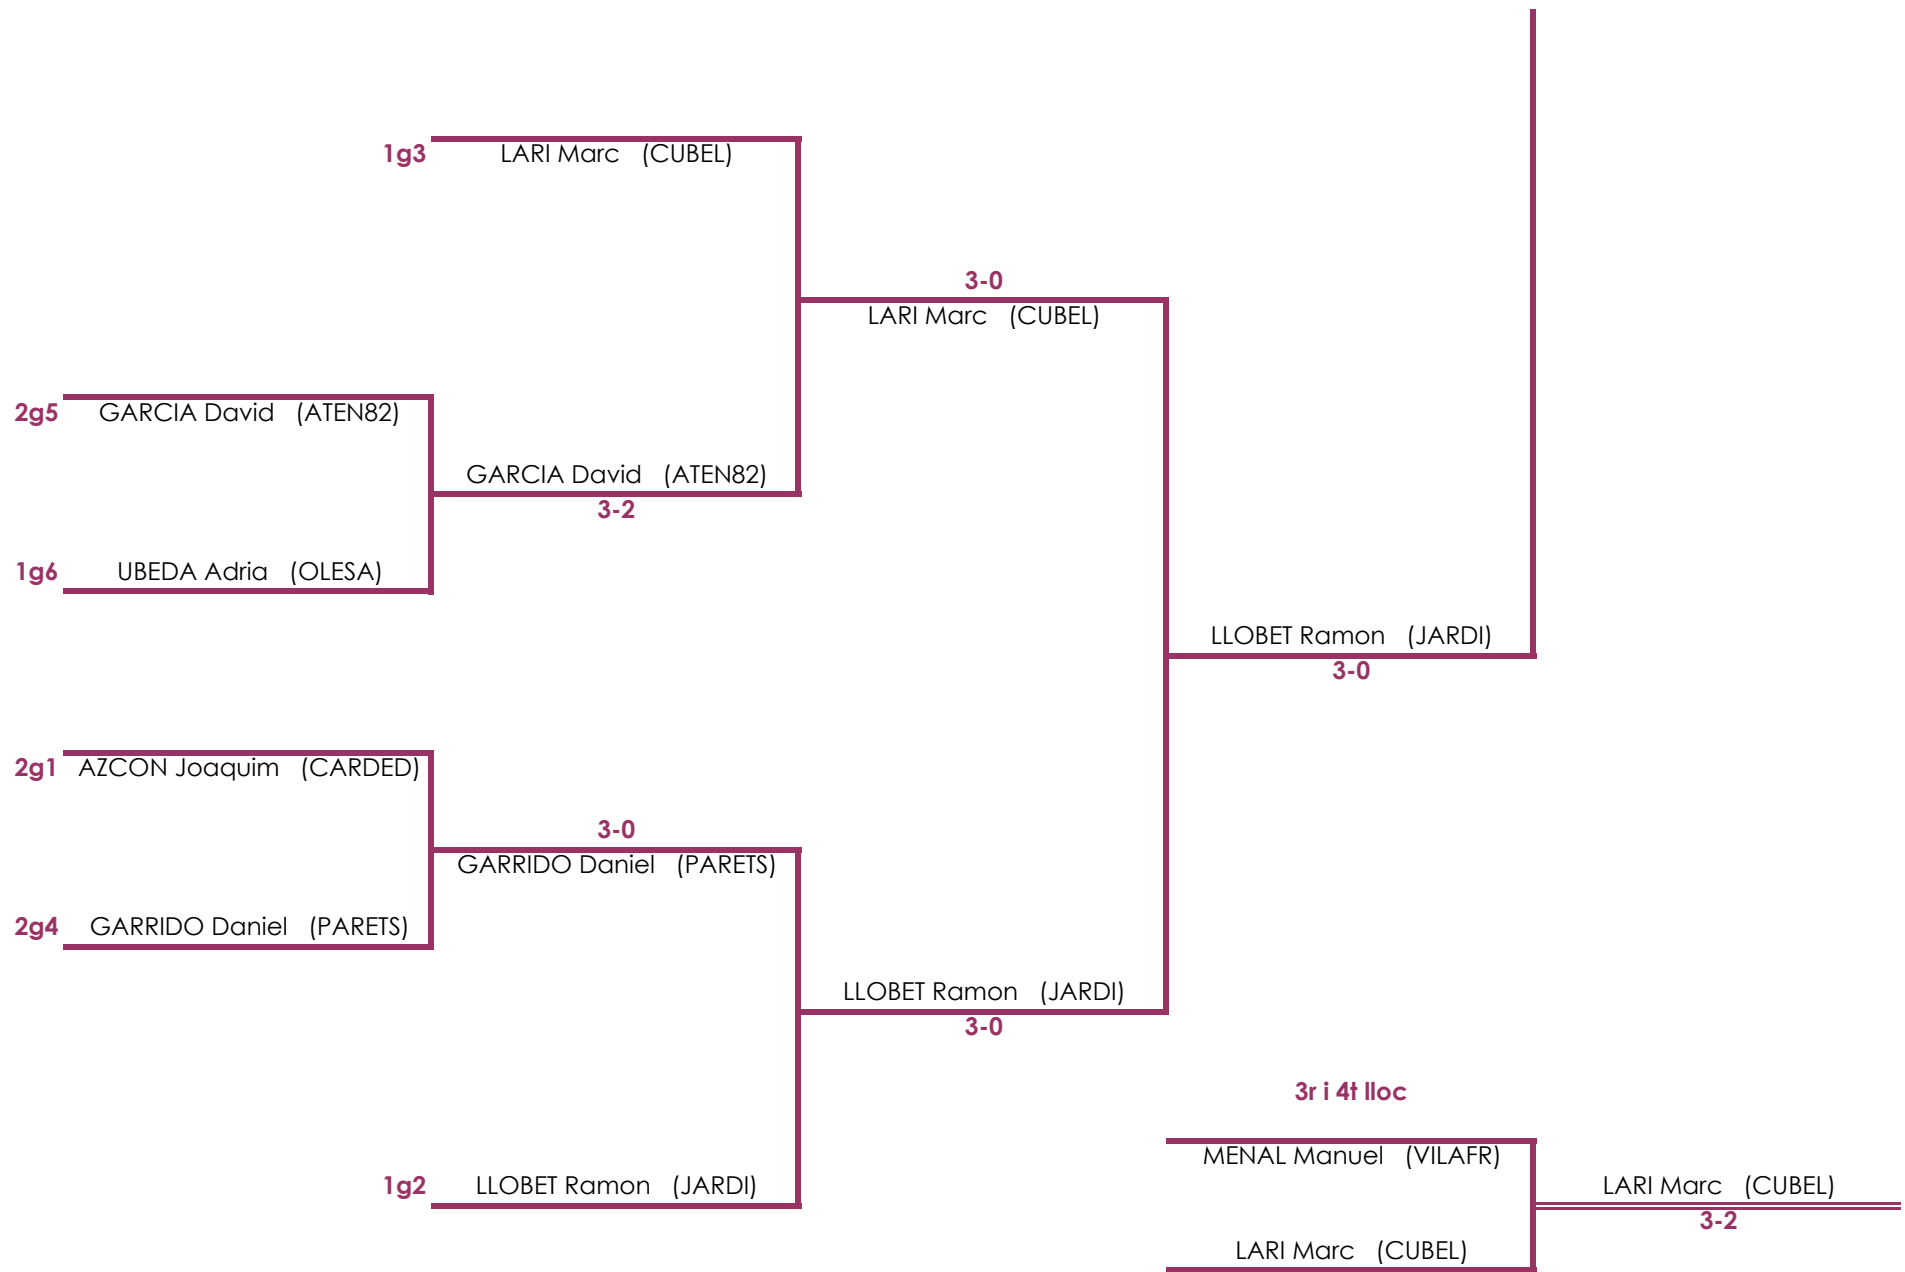 1g3 LARI Marc (CUBEL)
3-0
LARI Marc (CUBEL)
2g5 GARCIA David (ATEN82)
GARCIA David (ATEN82)
3-2
1g6 UBEDA Adria (OLESA)
LLOBET Ramon (JARDI)
3-0
2g1 AZCON Joaquim (CARDED)
3-0
GARRIDO Daniel (PARETS)
2g4 GARRIDO Daniel (PARETS)
LLOBET Ramon (JARDI)
3-0
3r i 4t lloc
MENAL Manuel (VILAFR)
1g2 LLOBET Ramon (JARDI)
LARI Marc (CUBEL)
3-2
LARI Marc (CUBEL)